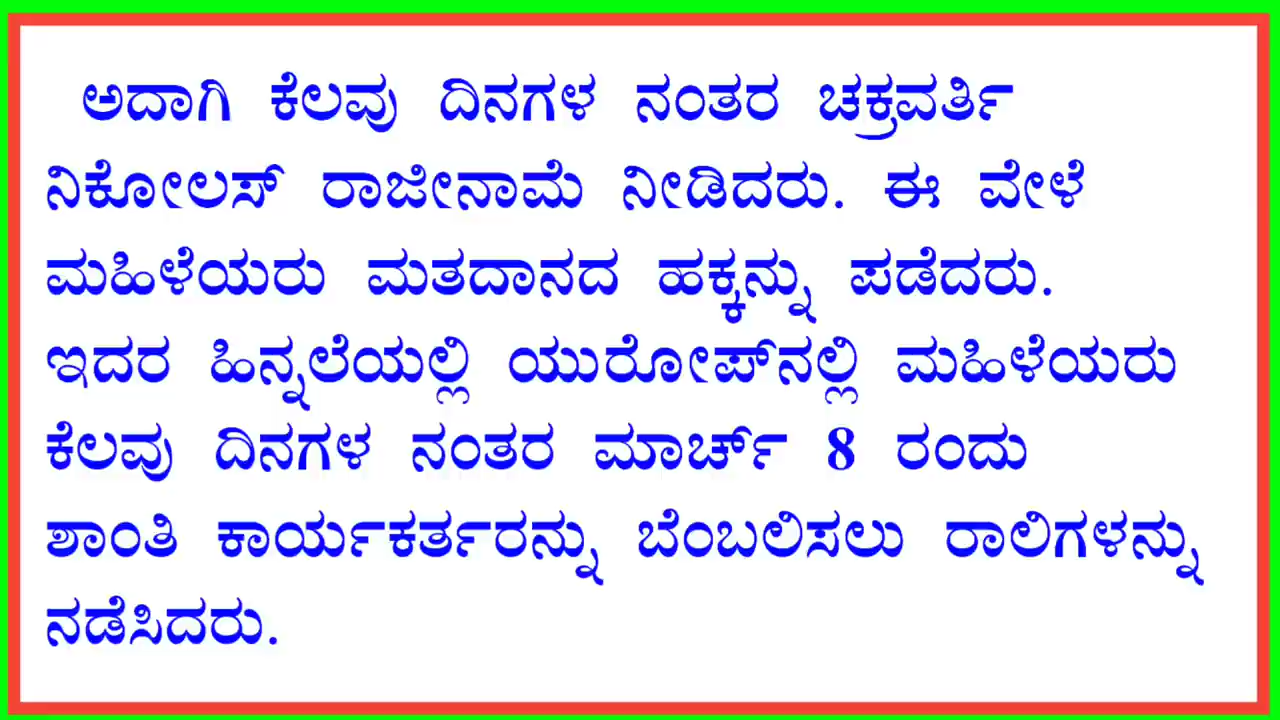 ಅದಾಗಿ ಕೆಲವು ದಿನಗಳ ನಂತರ ಚಕ್ರವರ್ತಿ
ನಿಕೋಲಸ್ ರಾಜೀನಾಮೆ ನೀಡಿದರು. ಈ ವೇಳೆ
ಮಹಿಳೆಯರು ಮತದಾನದ ಹಕ್ಕನ್ನು ಪಡೆದರು.
ಇದರ ಹಿನ್ನಲೆಯಲ್ಲಿ ಯುರೋಪ್‌ನಲ್ಲಿ ಮಹಿಳೆಯರು
ಕೆಲವು ದಿನಗಳ ನಂತರ ಮಾರ್ಚ್ 8 ರಂದು
ಶಾಂತಿ ಕಾರ್ಯಕರ್ತರನ್ನು ಬೆಂಬಲಿಸಲು ರಾಲಿಗಳನ್ನು
ನಡೆಸಿದರು.